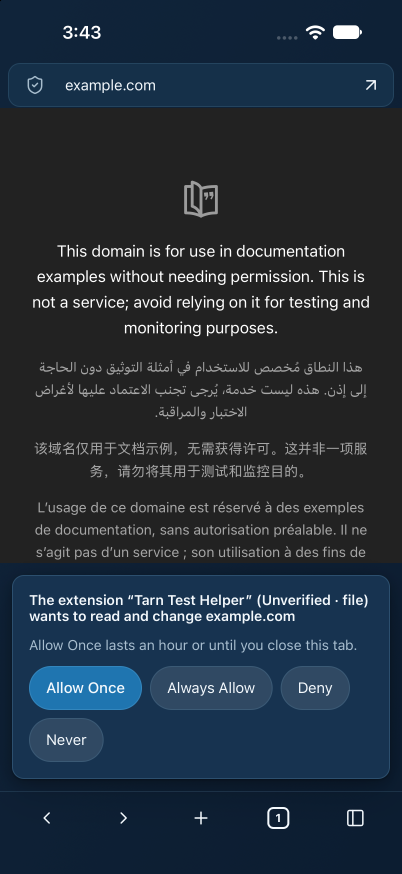 3:43
example.com
This domain is for use in documentation
examples without needing permission. This is
not a service; avoid relying on it for testing and
monitoring purposes.
هذا النطاق مُخصص للاستخدام في أمثلة التوثيق دون الحاجة
إلى إذن. هذه ليست خدمة، يُرجى تجنب الاعتماد عليها لأغراض
الاختبار والمراقبة.
该域名仅用于文档示例，无需获得许可。这并非一项服
务，请勿将其用于测试和监控目的。
L’usage de ce domaine est réservé à des exemples
de documentation, sans autorisation préalable. Il ne
s’agit pas d’un service ; son utilisation à des fins de
The extension “Tarn Test Helper” (Unverified · file)
wants to read and change example.com
Allow Once lasts an hour or until you close this tab.
Allow Once
Always Allow
Deny
Never
1